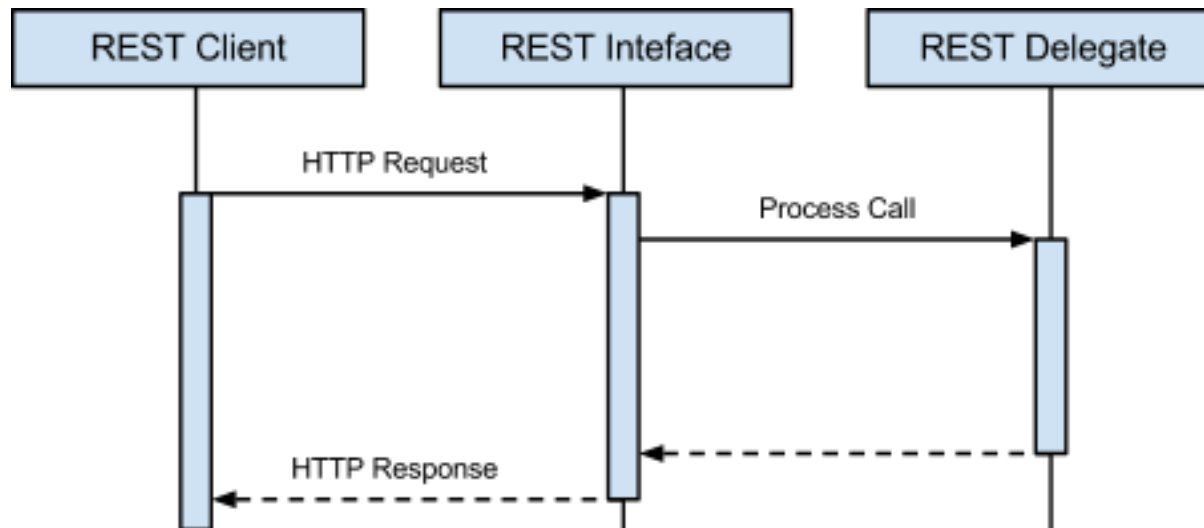 REST Client
REST Inteface
REST Delegate
HTTP Request
Process Call
HTTP Response